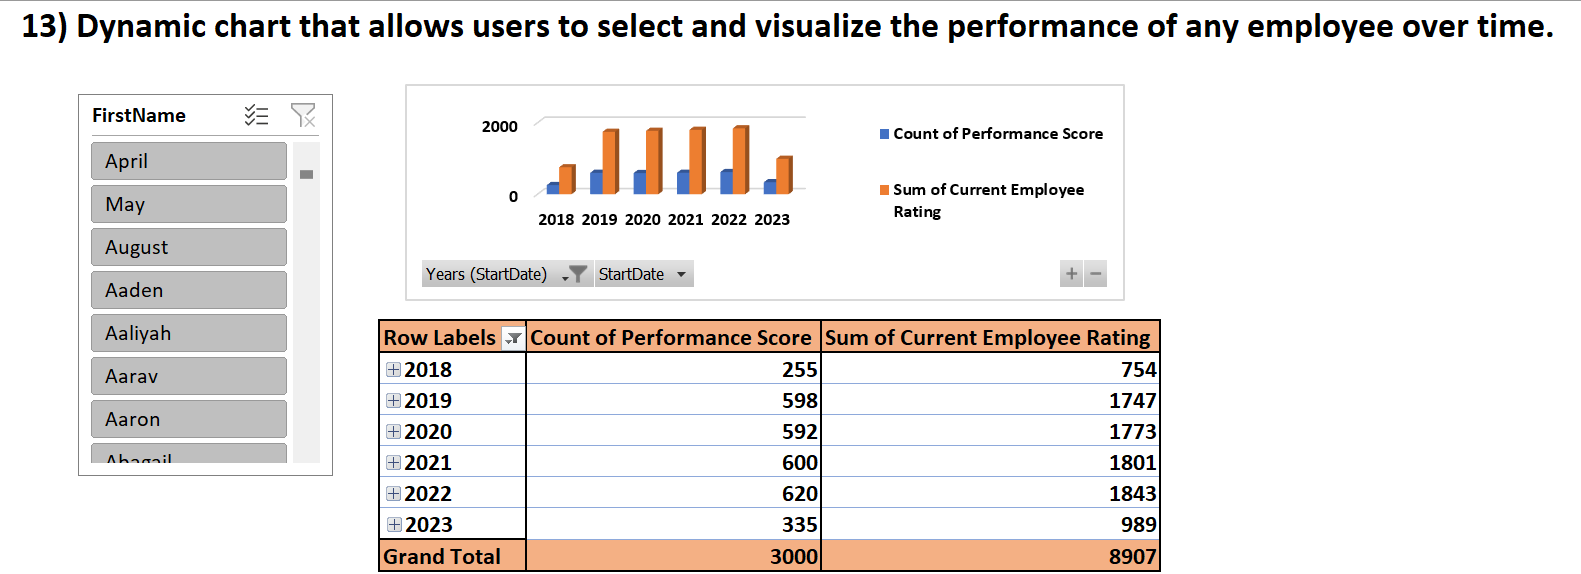 13) Dynamic chart that allows users to select and visualize the performance of any employee over time.
FirstName
April
May
August
Aaden
Aaliyah
Aarav
Aaron
Abagail
2000
0
2018 2019 2020 2021 2022 2023
Count of Performance Score
Sum of Current Employee
Rating
Years (StartDate) StartDate
Row Labels Count of Performance Score Sum of Current Employee Rating
2018 255 754
2019 598 1747
2020 592 1773
2021 600 1801
2022 620 1843
2023 335 989
Grand Total 3000 8907